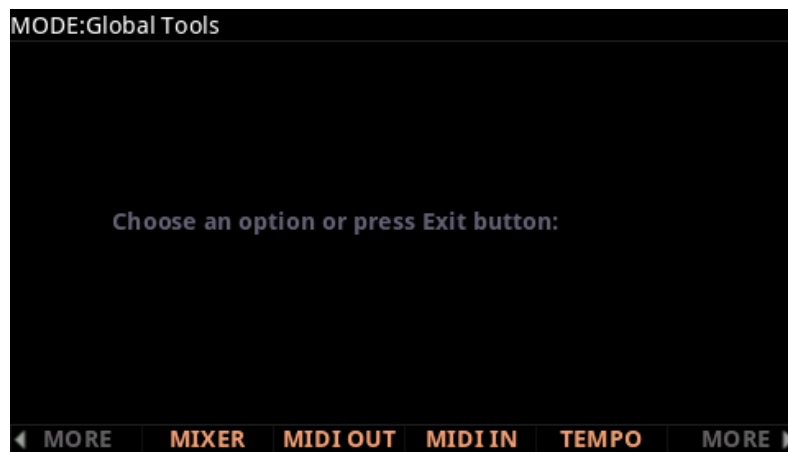 MODE:Global Tools
Choose an option or press Exit button:
MORE MIXER MIDI OUT MIDI IN TEMPO MORE